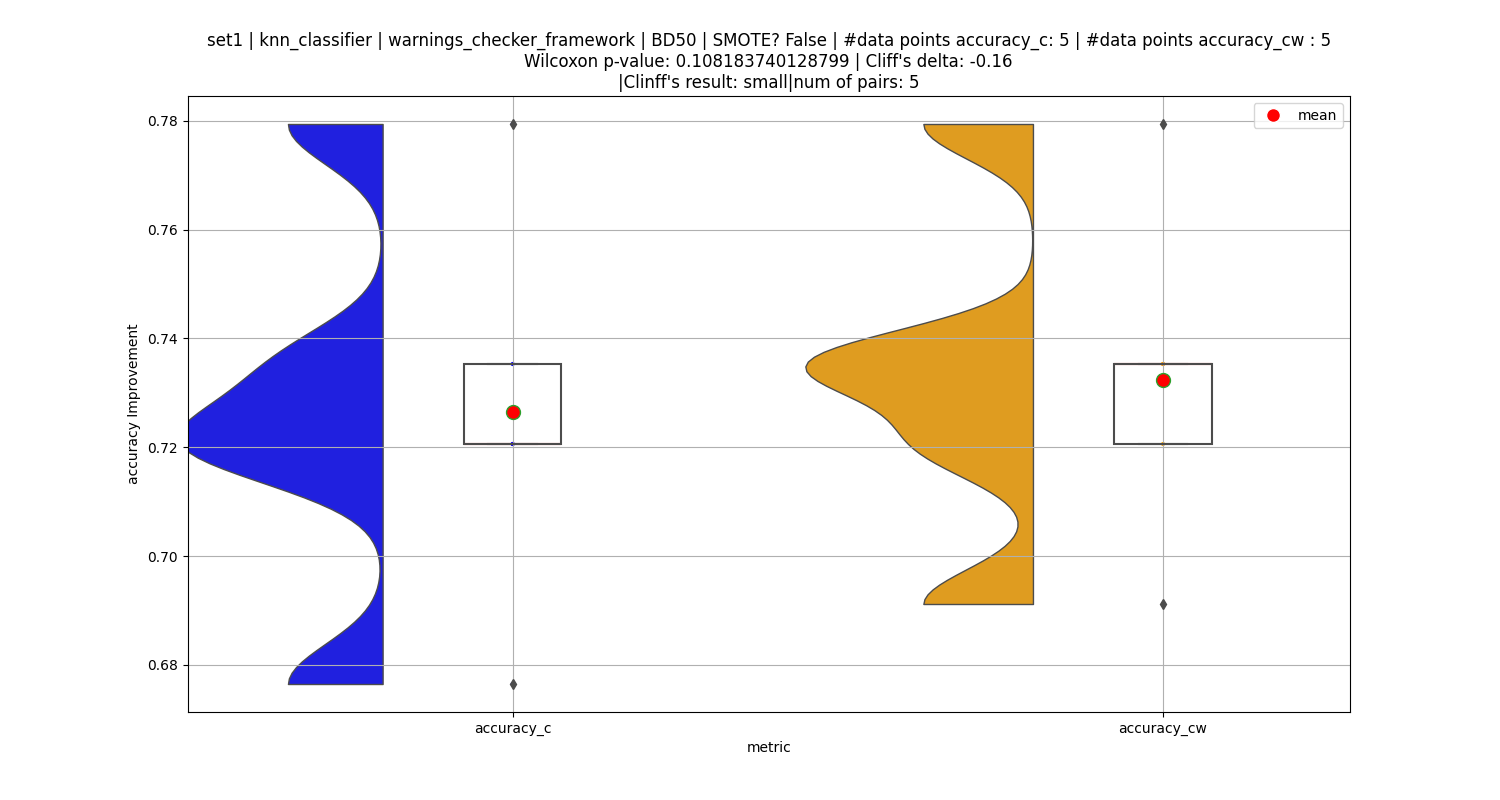 set1 | knn_classifier | warnings_checker_framework | BD50 | SMOTE? False | #data points accuracy_c: 5 | #data points accuracy_cw : 5
Wilcoxon p-value: 0.108183740128799 | Cliff's delta: -0.16
|Clinff's result: small|num of pairs: 5
mean
0.78
0.76
0.74
0.72
0.70
0.68
accuracy Improvement
accuracy_c
accuracy_cw
metric